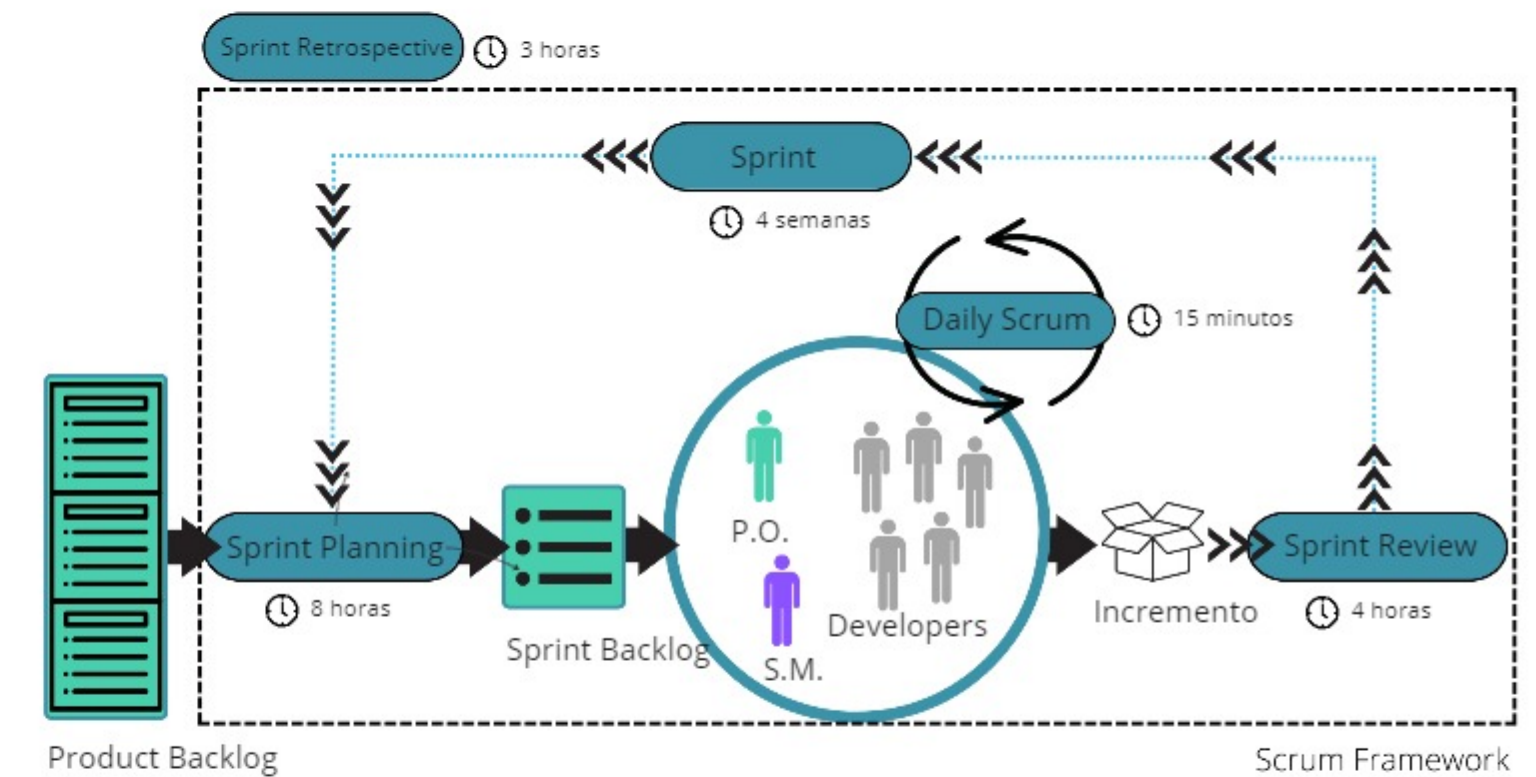 Sprint Retrospective
3 horas
Sprint
4 semanas
Daily Scrum
15 minutos
P.O.
Sprint Planning
Sprint Review
8 horas
Developers
Incremento
4 horas
Sprint Backlog
S.M.
Product Backlog
Scrum Framework